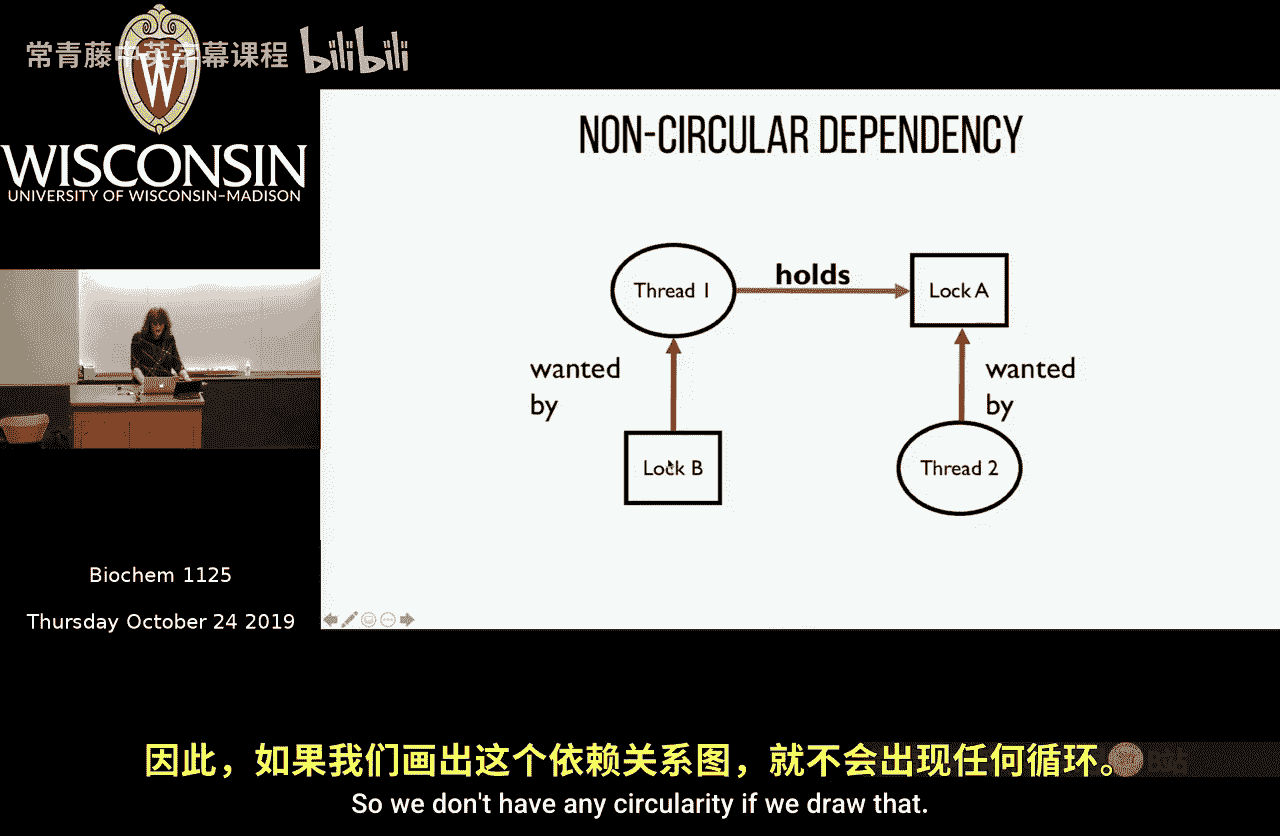 常青藤中英字幕课程 bilibili
W
WISCONSIN
UNIVERSITY OF WISCONSIN-MADISON
NON-CIRCULAR DEPENDENCY
Thread 1
holds
Lock A
wanted
by
wanted
by
Lock B
Thread 2
Biochem 1125
Thursday October 24 2019
因此，如果我们画出这个依赖关系图，就不会出现任何循环。
So we don't have any circularity if we draw that.